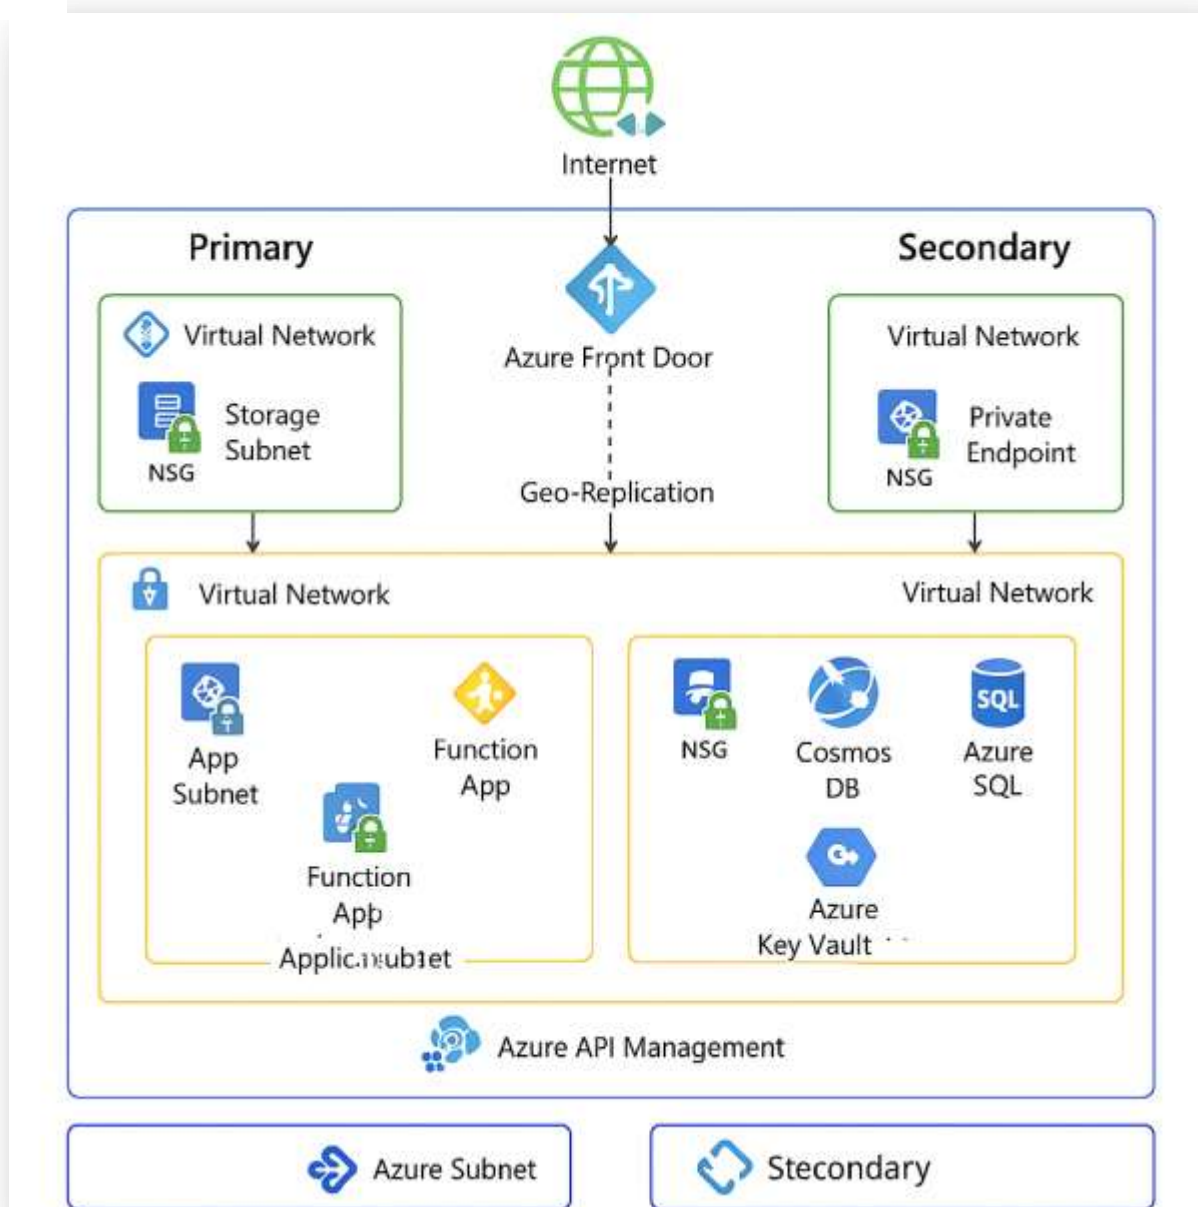 Internet
Primary
Secondary
Virtual Network
Storage
Subnet
NSG
Azure Front Door
Geo-Replication
Virtual Network
Private
Endpoint
NSG
Virtual Network
Virtual Network
App
Subnet
Function
App
Function
App
NSG
Cosmos
DB
SQL
Azure
SQL
Azure
Key Vault
Azure API Management
Azure Subnet
Stecondary